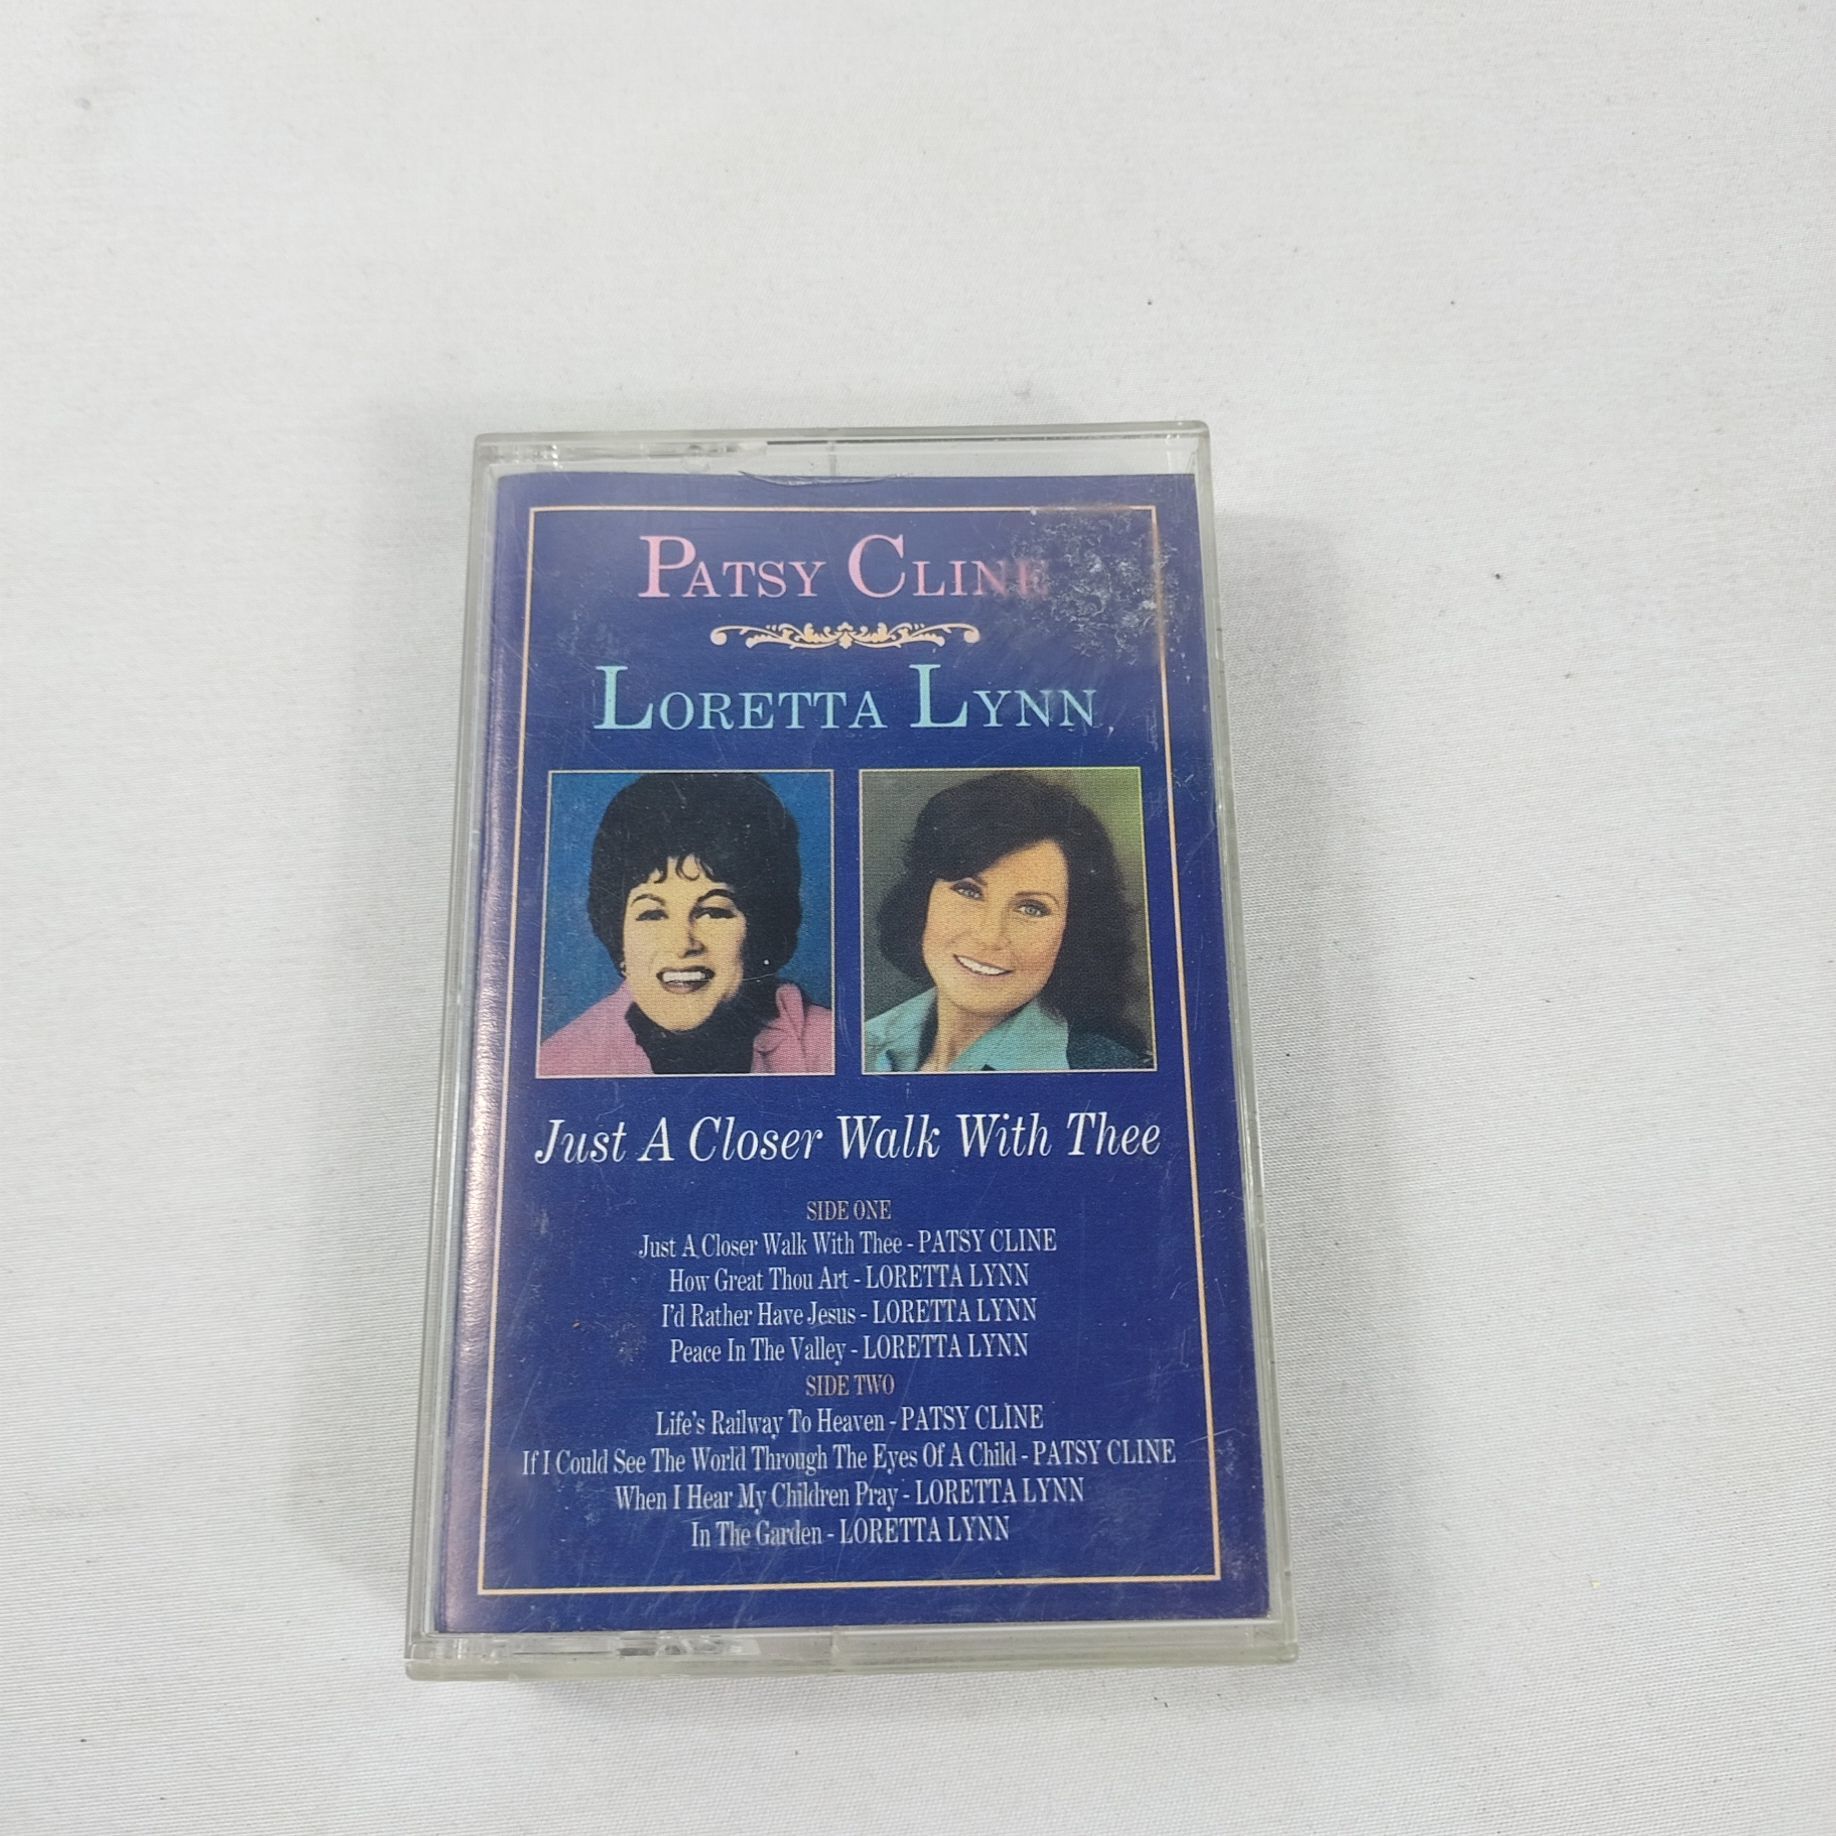 PATSY CLINE
LORETTA LYNN
Just A Closer Walk With Thee
SIDE ONE
Just A Closer Walk With Thee - PATSY CLINE
How Great Thou Art - LORETTA LYNN
I'd Rather Have Jesus - LORETTA LYNN
Peace In The Valley - LORETTA LYNN
SIDE TWO
Life's Railway To Heaven - PATSY CLINE
If I Could See The World Through The Eyes Of A Child - PATSY CLINE
When I Hear My Children Pray - LORETTA LYNN
In The Garden - LORETTA LYNN